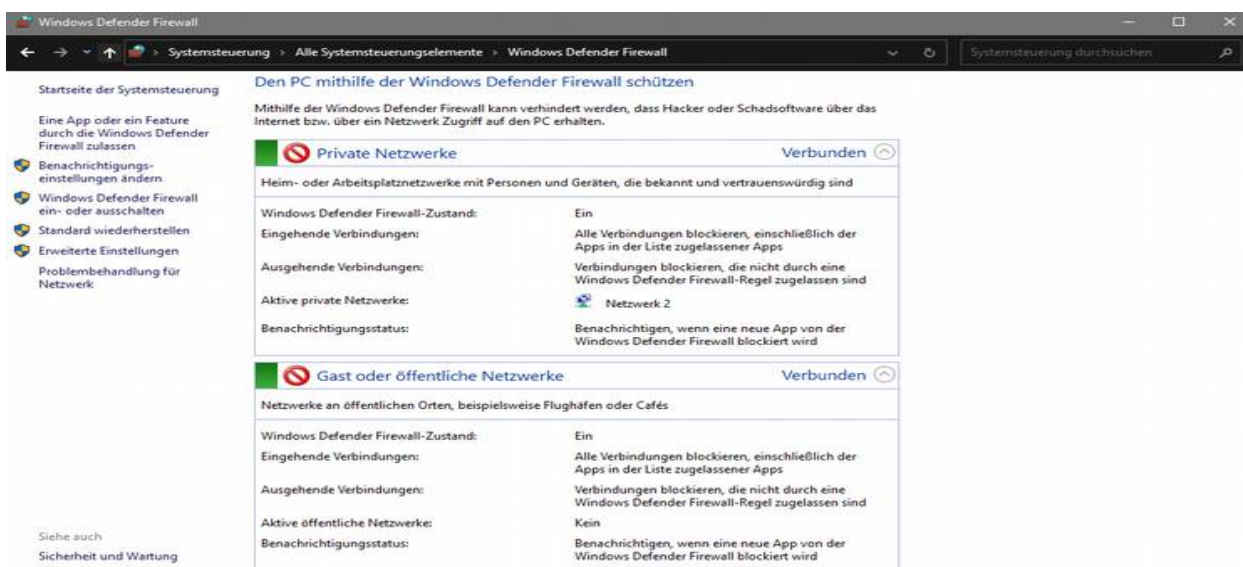 Windows Defender Firewall
Systemsteuerung > Alle Systemsteuerungselemente > Windows Defender Firewall
Systemsteuerung durchsuchen
Startseite der Systemsteuerung
Eine App oder ein Feature
durch die Windows Defender
Firewall zulassen
Benachrichtigungs-
einstellungen ändern
Windows Defender Firewall
ein- oder ausschalten
Standard wiederherstellen
Erweiterte Einstellungen
Problembehandlung für
Netzwerk
Siehe auch
Sicherheit und Wartung
Den PC mithilfe der Windows Defender Firewall schützen
Mithilfe der Windows Defender Firewall kann verhindert werden, dass Hacker oder Schadsoftware über das
Internet bzw. über ein Netzwerk Zugriff auf den PC erhalten.
Private Netzwerke Verbunden
Heim- oder Arbeitsplatznetzwerke mit Personen und Geräten, die bekannt und vertrauenswürdig sind
Windows Defender Firewall-Zustand: Ein
Eingehende Verbindungen: Alle Verbindungen blockieren, einschließlich der
Apps in der Liste zugelassener Apps
Ausgehende Verbindungen: Verbindungen blockieren, die nicht durch eine
Windows Defender Firewall-Regel zugelassen sind
Aktive private Netzwerke: Netzwerk 2
Benachrichtigungsstatus: Benachrichtigen, wenn eine neue App von der
Windows Defender Firewall blockiert wird
Gast oder öffentliche Netzwerke Verbunden
Netzwerke an öffentlichen Orten, beispielsweise Flughäfen oder Cafés
Windows Defender Firewall-Zustand: Ein
Eingehende Verbindungen: Alle Verbindungen blockieren, einschließlich der
Apps in der Liste zugelassener Apps
Ausgehende Verbindungen: Verbindungen blockieren, die nicht durch eine
Windows Defender Firewall-Regel zugelassen sind
Aktive öffentliche Netzwerke: Kein
Benachrichtigungsstatus: Benachrichtigen, wenn eine neue App von der
Windows Defender Firewall blockiert wird